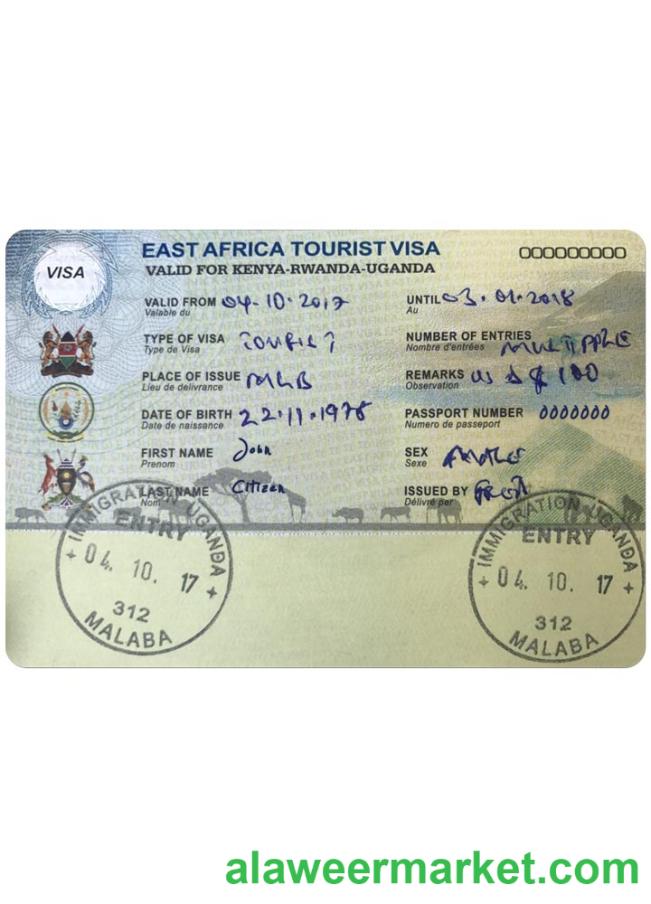 VISA
EAST AFRICA TOURIST VISA
VALID FOR KENYA-RWANDA-UGANDA
OOOOOOOOO
VALID FROM 04-10-2017
Valable du
UNTIL 03.01.2018
Au
TYPE OF VISA TOURIST
Type de Visa
NUMBER OF ENTRIES MULTIPPLE
Nombre d'entrées
PLACE OF ISSUE MLB
Lieu de delivrance
REMARKS US $ 100
Observation
DATE OF BIRTH 22.11.1978
Date de naissance
PASSPORT NUMBER 0000000
Numero de passeport
FIRST NAME John
Prenom
SEX MALE
Sexe
LAST NAME Citizen
Nom
ISSUED BY
Délivré par
IMMIGRATION UGANDA
ENTRY
04. 10. 17
312
MALABA
IMMIGRATION UGANDA
ENTRY
04. 10. 17
312
MALABA
alaweermarket.com